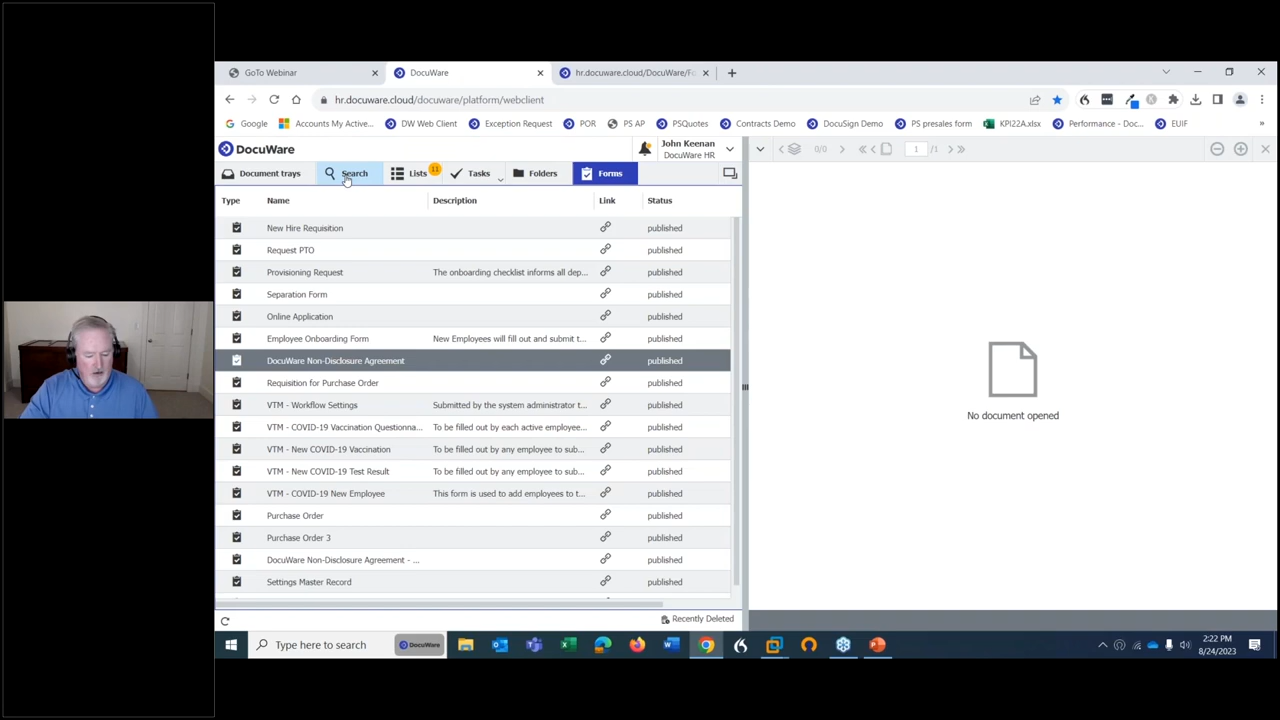 GoTo Webinar
DocuWare
hr.docuware.cloud/DocuWare/Fo
hr.docuware.cloud/docuware/platform/webclient
Google
Accounts My Active...
DW Web Client
Exception Request
POR
PS AP
PSQuotes
Contracts Demo
DocuSign Demo
PS presales form
KPI22A.xlsx
Performance - Doc...
EUIF
»
DocuWare
John Keenan
DocuWare HR
0/0
1
/1
Document trays
Search
Lists
11
Tasks
Folders
Forms
Type Name Description Link Status
New Hire Requisition published
Request PTO published
Provisioning Request The onboarding checklist informs all dep... published
Separation Form published
Online Application published
Employee Onboarding Form New Employees will fill out and submit t... published
DocuWare Non-Disclosure Agreement published
Requisition for Purchase Order published
VTM - Workflow Settings Submitted by the system administrator t... published
VTM - COVID-19 Vaccination Questionna... To be filled out by each active employee... published
VTM - New COVID-19 Vaccination To be filled out by any employee to sub... published
VTM - New COVID-19 Test Result To be filled out by any employee to sub... published
VTM - COVID-19 New Employee This form is used to add employees to t... published
Purchase Order published
Purchase Order 3 published
DocuWare Non-Disclosure Agreement - ... published
Settings Master Record published
No document opened
Recently Deleted
Type here to search
DocuWare
2:22 PM
8/24/2023